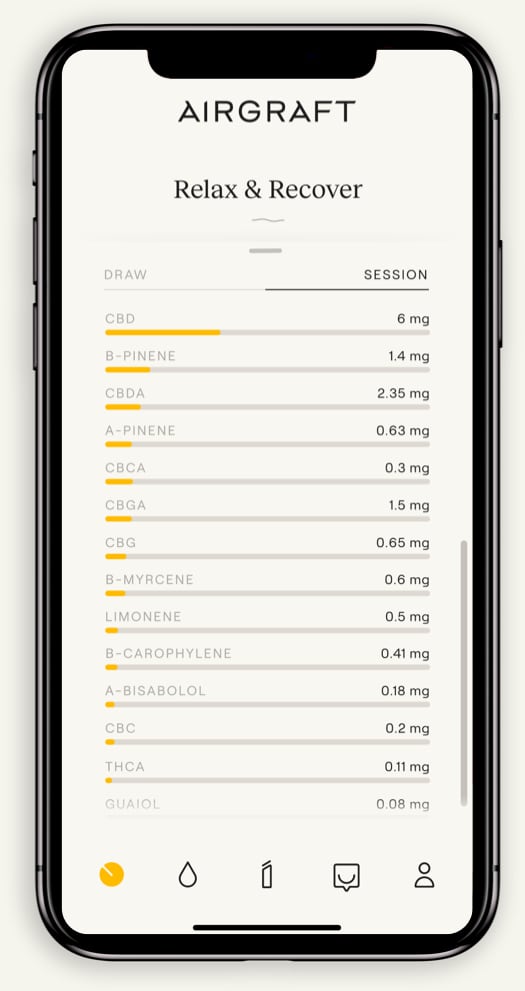 AIRGRAFT
Relax & Recover
DRAW SESSION
CBD 6 mg
B-PINENE 1.4 mg
CBDA 2.35 mg
A-PINENE 0.63 mg
CBCA 0.3 mg
CBGA 1.5 mg
CBG 0.65 mg
B-MYRCENE 0.6 mg
LIMONENE 0.5 mg
B-CAROPHYLENE 0.41 mg
A-BISABOLOL 0.18 mg
CBC 0.2 mg
THCA 0.11 mg
GUAIOL 0.08 mg